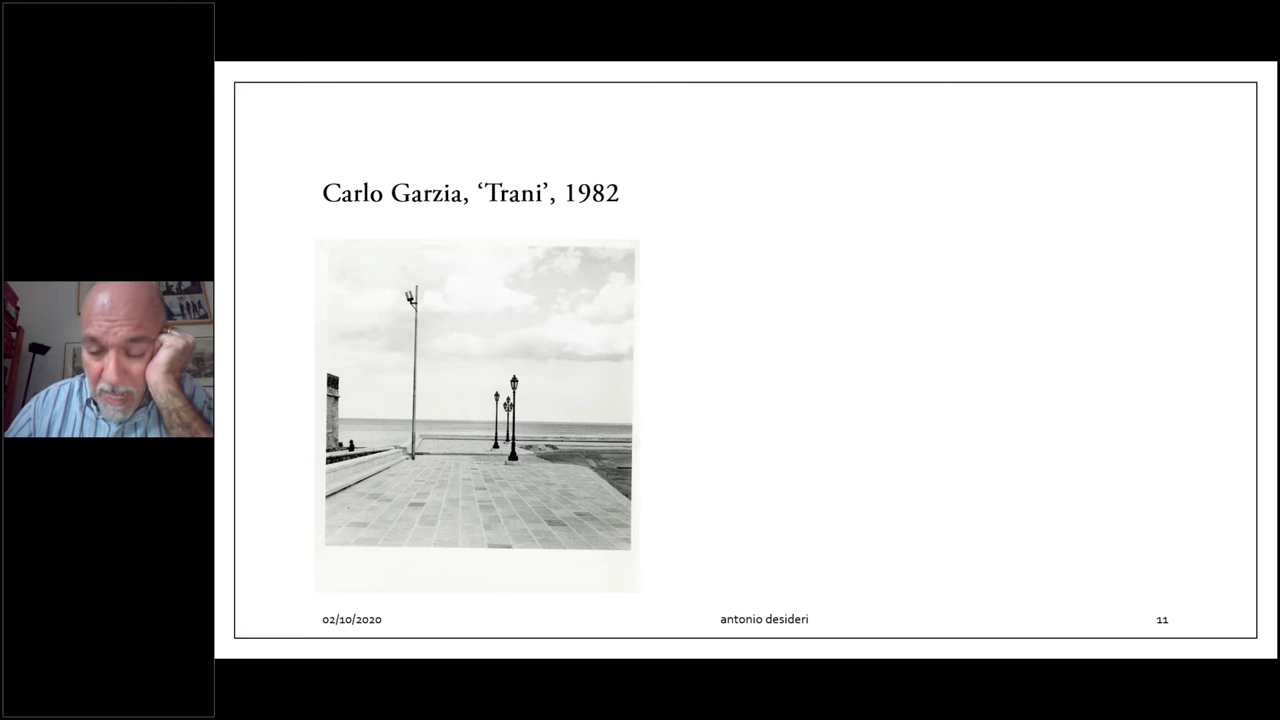 Carlo Garzia, ‘Trani’, 1982
02/10/2020
antonio desideri
11